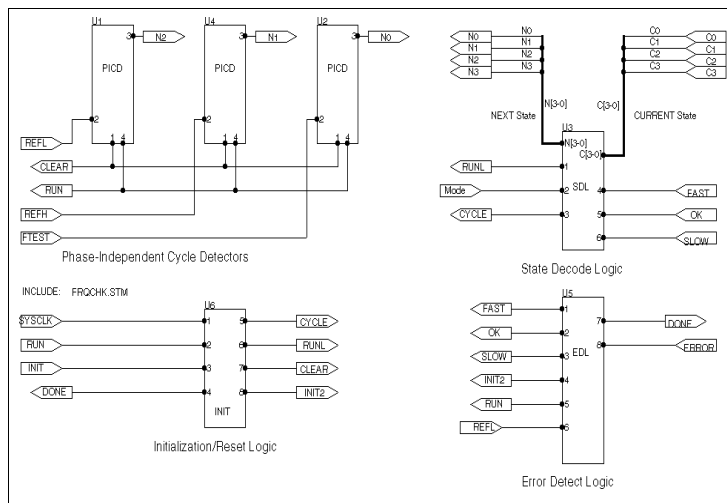 U1
U4
U2
3
N2
3
N1
3
N0
PICD
PICD
PICD
2
2
2
1 4
1 4
1 4
REFL
CLEAR
RUN
REFH
FTEST
Phase-Independent Cycle Detectors
N0
N1
N2
N3
N0
N1
N2
N3
C0
C1
C2
C3
C0
C1
C2
C3
N[3-0]
C[3-0]
NEXT State
CURRENT State
U3
N[3-0]
C[3-0]
SDL
RUNL
1
Mode
2
CYCLE
3
4
FAST
5
OK
6
SLOW
State Decode Logic
INCLUDE: FRQCHK.STM
U6
SYSCLK
1
5
CYCLE
RUN
2
6
RUNL
INIT
3
7
CLEAR
DONE
4
8
INIT2
INIT
Initialization/Reset Logic
U5
FAST
1
OK
2
SLOW
3
INIT2
4
RUN
5
REFL
6
EDL
7
DONE
8
ERROR
Error Detect Logic